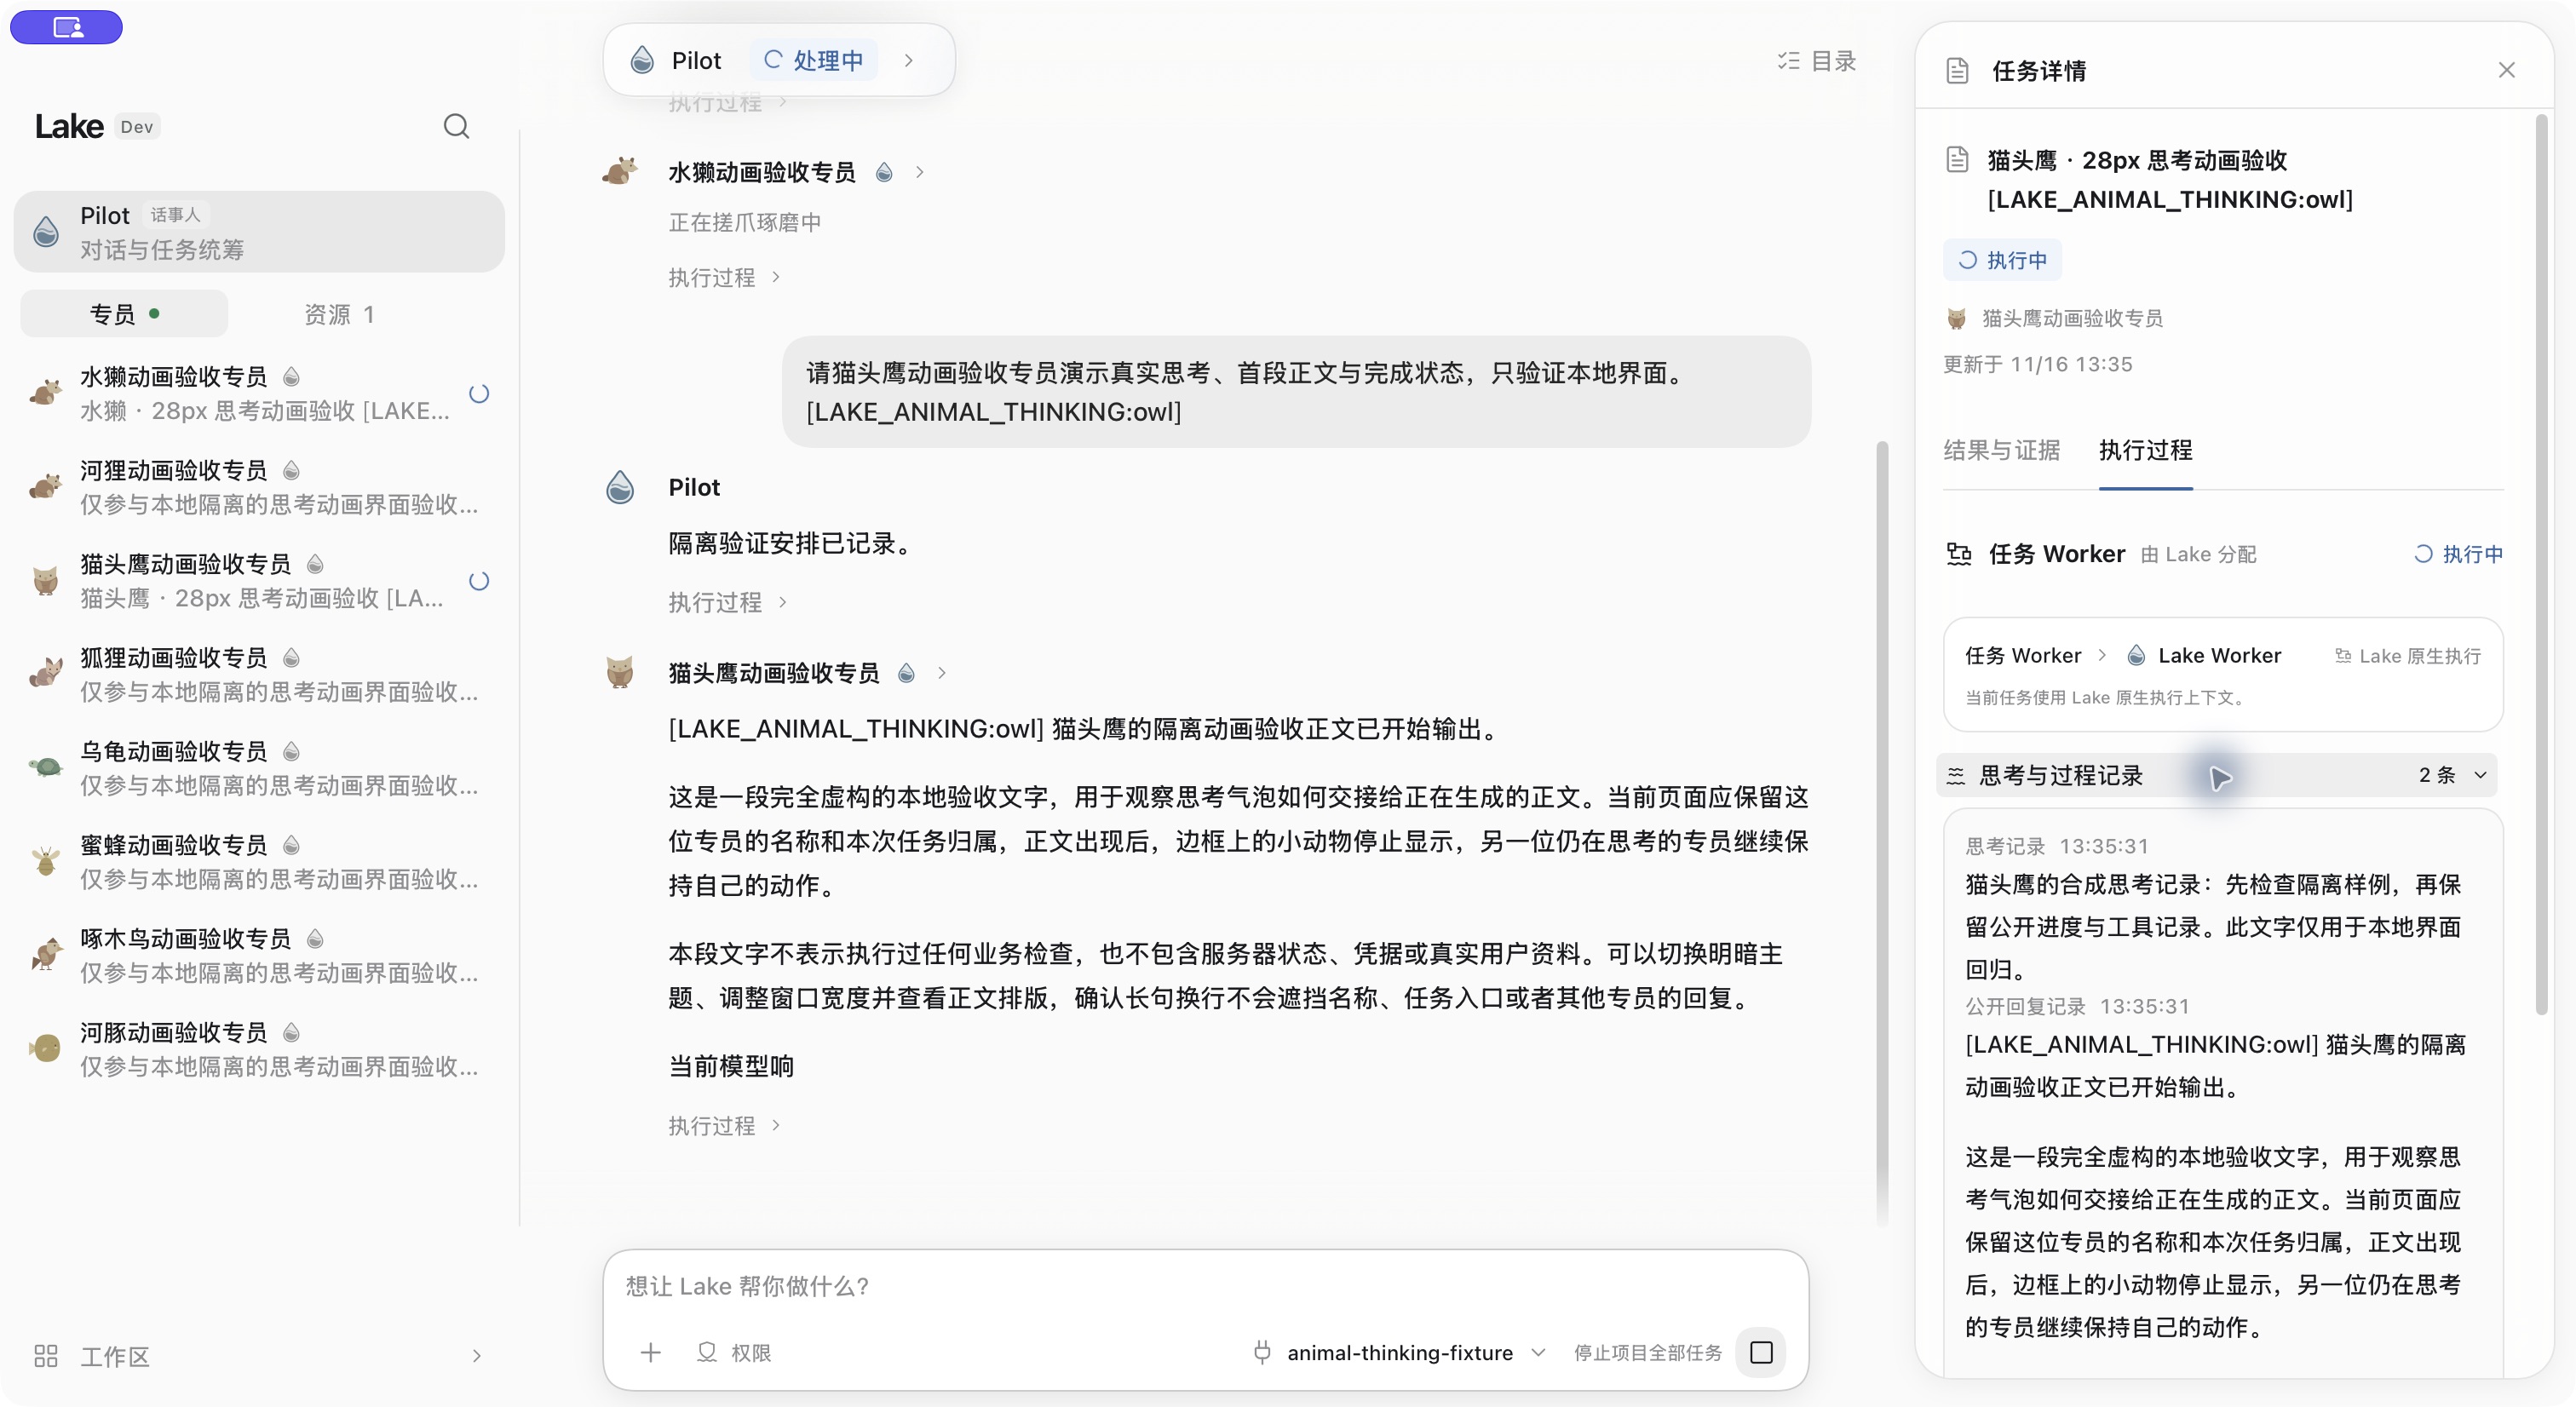 Lake Dev
Pilot 话事人
对话与任务统筹
专员
资源 1
水獭动画验收专员
水獭 · 28px 思考动画验收 [LAKE...
河狸动画验收专员
仅参与本地隔离的思考动画界面验收...
猫头鹰动画验收专员
猫头鹰 · 28px 思考动画验收 [LA...
狐狸动画验收专员
仅参与本地隔离的思考动画界面验收...
乌龟动画验收专员
仅参与本地隔离的思考动画界面验收...
蜜蜂动画验收专员
仅参与本地隔离的思考动画界面验收...
啄木鸟动画验收专员
仅参与本地隔离的思考动画界面验收...
河豚动画验收专员
仅参与本地隔离的思考动画界面验收...
工作区
Pilot 处理中
目录
执行过程
水獭动画验收专员
正在搓爪琢磨中
执行过程
请猫头鹰动画验收专员演示真实思考、首段正文与完成状态，只验证本地界面。
[LAKE_ANIMAL_THINKING:owl]
Pilot
隔离验证安排已记录。
执行过程
猫头鹰动画验收专员
[LAKE_ANIMAL_THINKING:owl] 猫头鹰的隔离动画验收正文已开始输出。
这是一段完全虚构的本地验收文字，用于观察思考气泡如何交接给正在生成的正文。当前页面应保留这
位专员的名称和本次任务归属，正文出现后，边框上的小动物停止显示，另一位仍在思考的专员继续保
持自己的动作。
本段文字不表示执行过任何业务检查，也不包含服务器状态、凭据或真实用户资料。可以切换明暗主
题、调整窗口宽度并查看正文排版，确认长句换行不会遮挡名称、任务入口或者其他专员的回复。
当前模型响
执行过程
想让 Lake 帮你做什么?
权限
animal-thinking-fixture
停止项目全部任务
任务详情
猫头鹰 · 28px 思考动画验收
[LAKE_ANIMAL_THINKING:owl]
执行中
猫头鹰动画验收专员
更新于 11/16 13:35
结果与证据
执行过程
任务 Worker 由 Lake 分配
执行中
任务 Worker
Lake Worker
Lake 原生执行
当前任务使用 Lake 原生执行上下文。
思考与过程记录
2 条
思考记录 13:35:31
猫头鹰的合成思考记录：先检查隔离样例，再保
留公开进度与工具记录。此文字仅用于本地界面
回归。
公开回复记录 13:35:31
[LAKE_ANIMAL_THINKING:owl] 猫头鹰的隔离
动画验收正文已开始输出。
这是一段完全虚构的本地验收文字，用于观察思
考气泡如何交接给正在生成的正文。当前页面应
保留这位专员的名称和本次任务归属，正文出现
后，边框上的小动物停止显示，另一位仍在思考
的专员继续保持自己的动作。